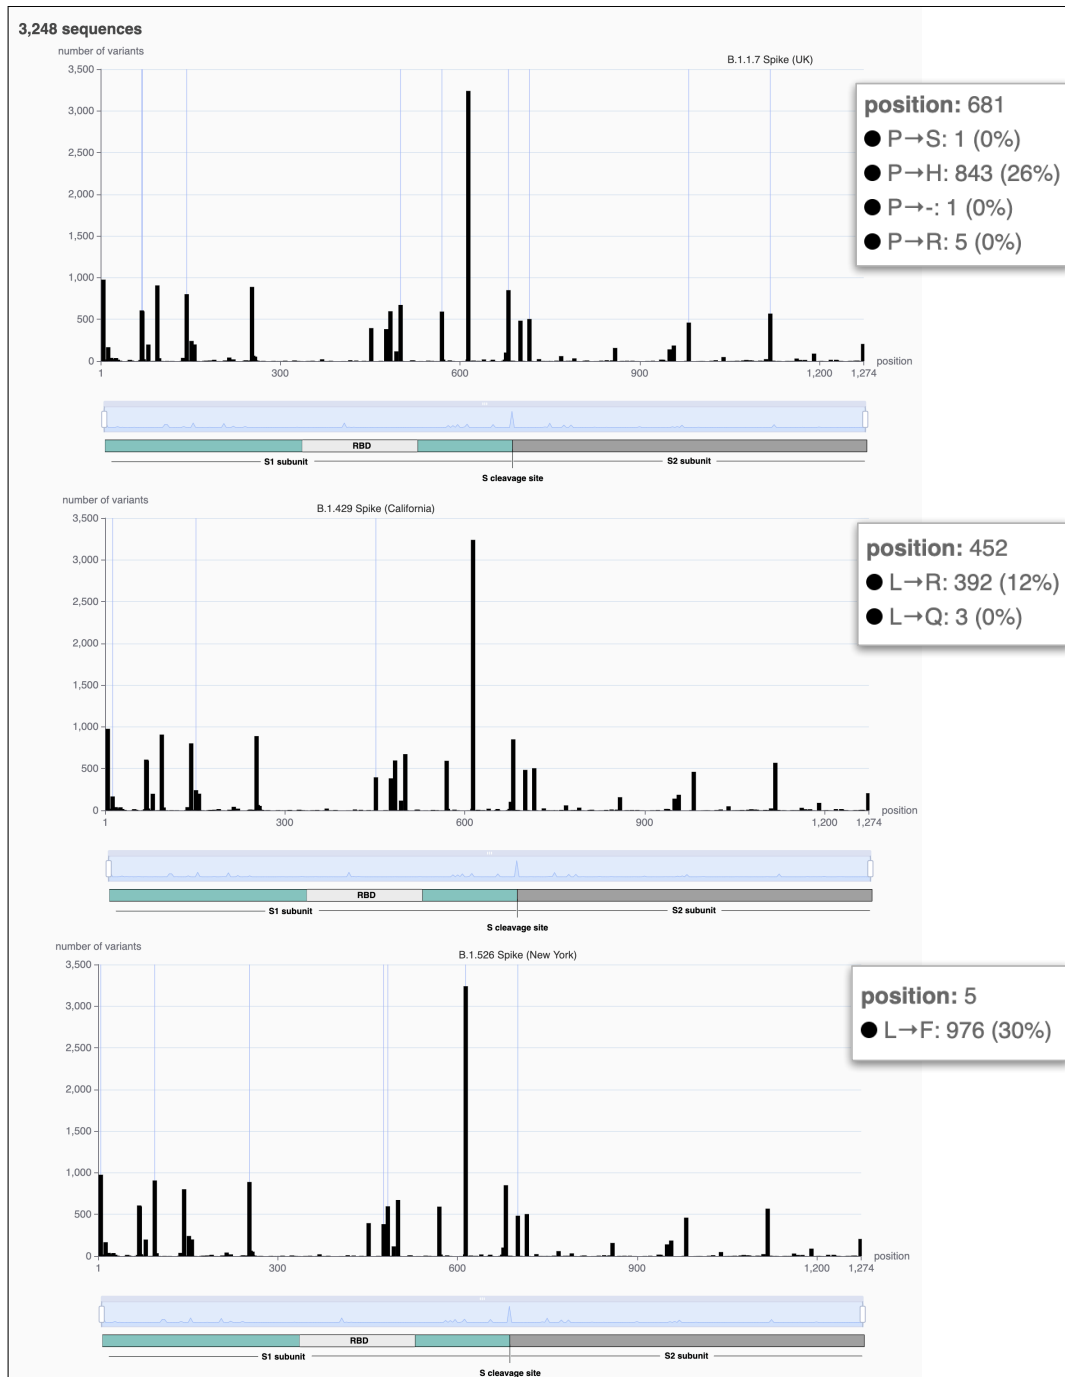 3,248 sequences
number of variants
B.1.1.7 Spike (UK)
3,500
3,000
2,500
2,000
1,500
1,000
500
0
1
300
600
900
1,200
1,274
position
position: 681
P→S: 1 (0%)
P→H: 843 (26%)
P→-: 1 (0%)
P→R: 5 (0%)
RBD
S1 subunit
S2 subunit
S cleavage site
number of variants
B.1.429 Spike (California)
3,500
3,000
2,500
2,000
1,500
1,000
500
0
1
300
600
900
1,200
1,274
position
position: 452
L→R: 392 (12%)
L→Q: 3 (0%)
RBD
S1 subunit
S2 subunit
S cleavage site
number of variants
B.1.526 Spike (New York)
3,500
3,000
2,500
2,000
1,500
1,000
500
0
1
300
600
900
1,200
1,274
position
position: 5
L→F: 976 (30%)
RBD
S1 subunit
S2 subunit
S cleavage site